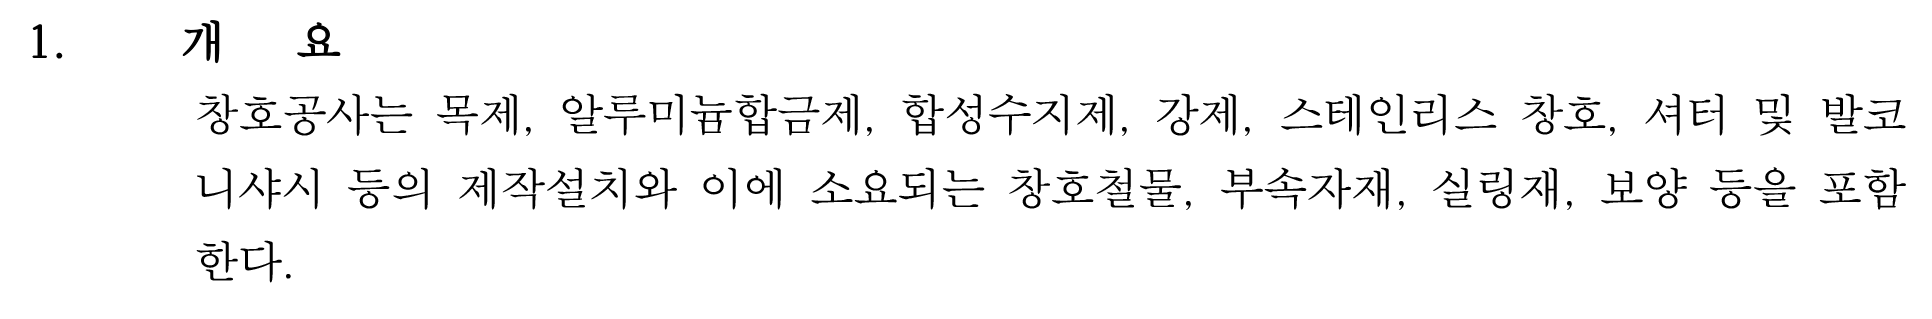 1. 개 요
창호공사는 목제, 알루미늄합금제, 합성수지제, 강제, 스테인리스 창호, 셔터 및 발코
니샤시 등의 제작설치와 이에 소요되는 창호철물, 부속자재, 실링재, 보양 등을 포함
한다.